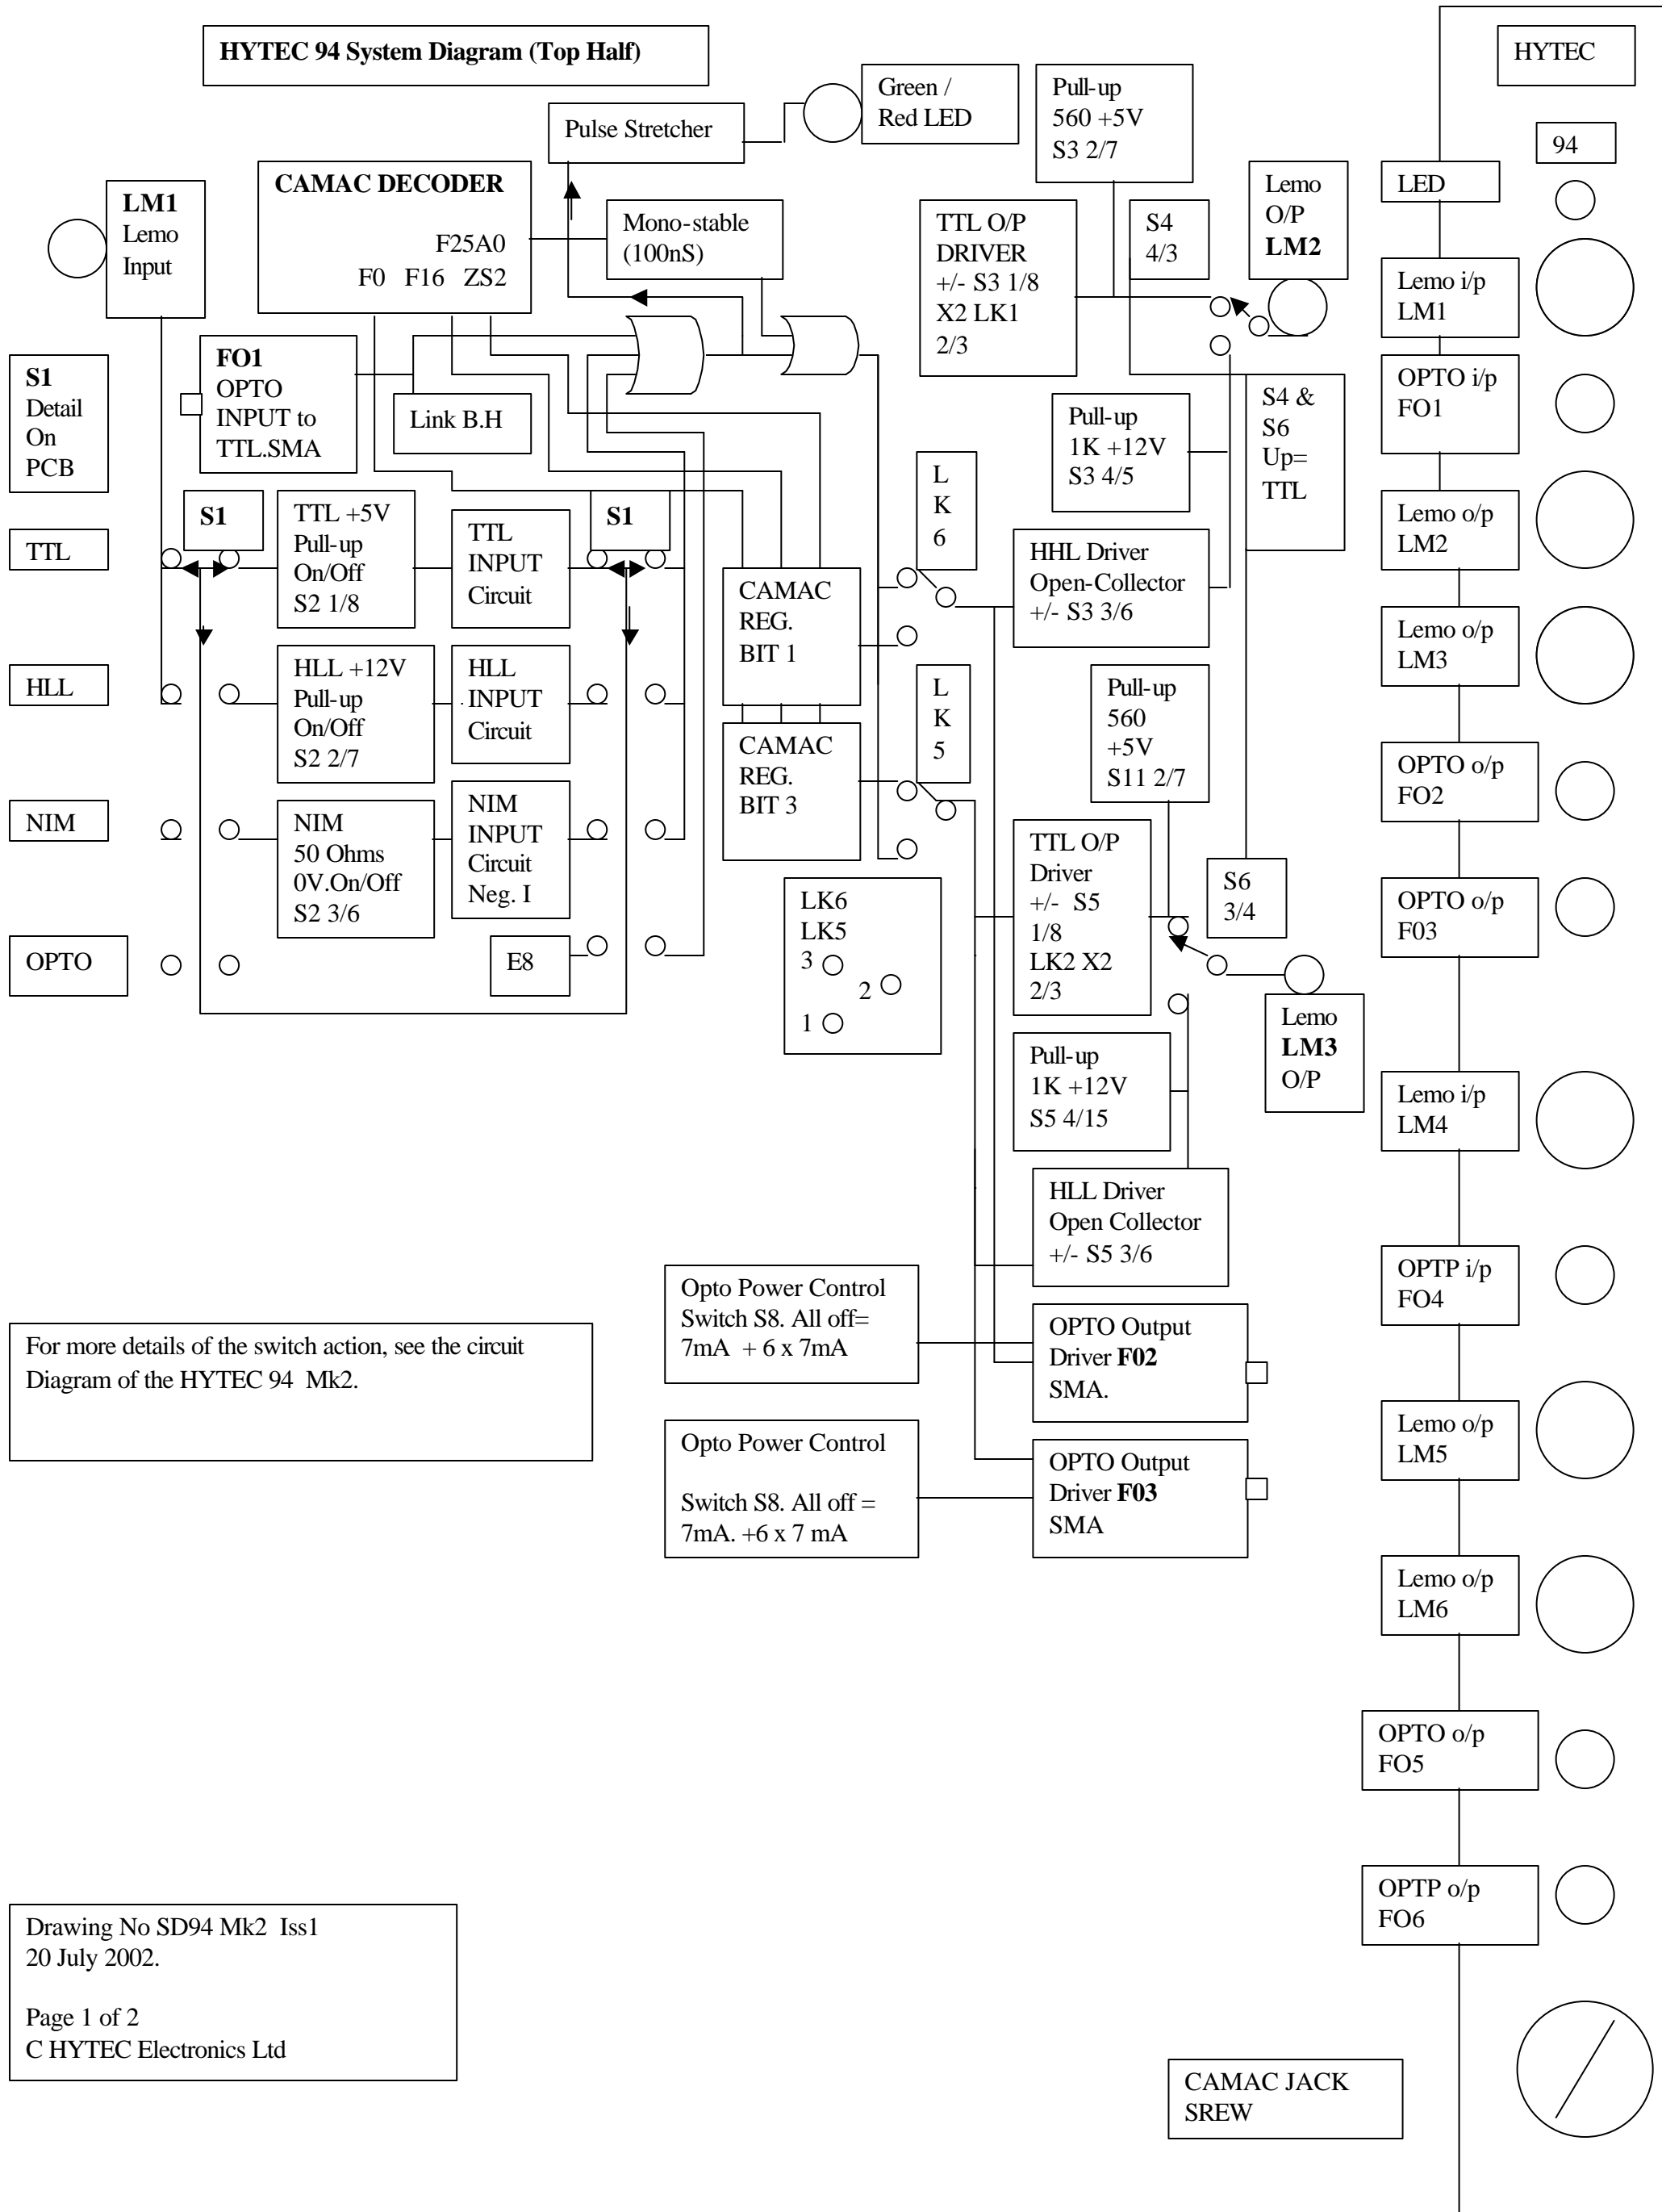 HYTEC 94 System Diagram (Top Half)
HYTEC
94
Green /
Red LED
Pulse Stretcher
Pull-up
560 +5V
S3 2/7
CAMAC DECODER
F25A0
F0 F16 ZS2
LM1
Lemo
Input
Mono-stable
(100nS)
TTL O/P
DRIVER
+/- S3 1/8
X2 LK1
2/3
S4
4/3
Lemo
O/P
LM2
S1
Detail
On
PCB
FO1
OPTO
INPUT to
TTL.SMA
Link B.H
Pull-up
1K +12V
S3 4/5
S4 &
S6
Up=
TTL
TTL
S1
TTL +5V
Pull-up
On/Off
S2 1/8
TTL
INPUT
Circuit
S1
L
K
6
HHL Driver
Open-Collector
+/- S3 3/6
CAMAC
REG.
BIT 1
HLL
HLL +12V
Pull-up
On/Off
S2 2/7
HLL
INPUT
Circuit
L
K
5
Pull-up
560
+5V
S11 2/7
CAMAC
REG.
BIT 3
NIM
NIM
50 Ohms
0V.On/Off
S2 3/6
NIM
INPUT
Circuit
Neg. I
TTL O/P
Driver
+/- S5
1/8
LK2 X2
2/3
S6
3/4
OPTO
E8
LK6
LK5
3
2
1
Lemo
LM3
O/P
Pull-up
1K +12V
S5 4/15
HLL Driver
Open Collector
+/- S5 3/6
Opto Power Control
Switch S8. All off=
7mA + 6 x 7mA
OPTO Output
Driver F02
SMA.
Opto Power Control
Switch S8. All off =
7mA. +6 x 7 mA
OPTO Output
Driver F03
SMA
For more details of the switch action, see the circuit
Diagram of the HYTEC 94 Mk2.
LED
Lemo i/p
LM1
OPTO i/p
FO1
Lemo o/p
LM2
Lemo o/p
LM3
OPTO o/p
FO2
OPTO o/p
F03
Lemo i/p
LM4
OPTP i/p
FO4
Lemo o/p
LM5
Lemo o/p
LM6
OPTO o/p
FO5
OPTP o/p
FO6
Drawing No SD94 Mk2 Iss1
20 July 2002.
Page 1 of 2
C HYTEC Electronics Ltd
CAMAC JACK
SREW